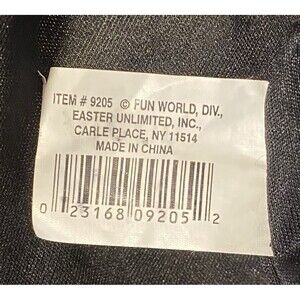 ITEM # 9205 © FUN WORLD, DIV.,
EASTER UNLIMITED, INC.,
CARLE PLACE, NY 11514
MADE IN CHINA
0 23168 09205 2